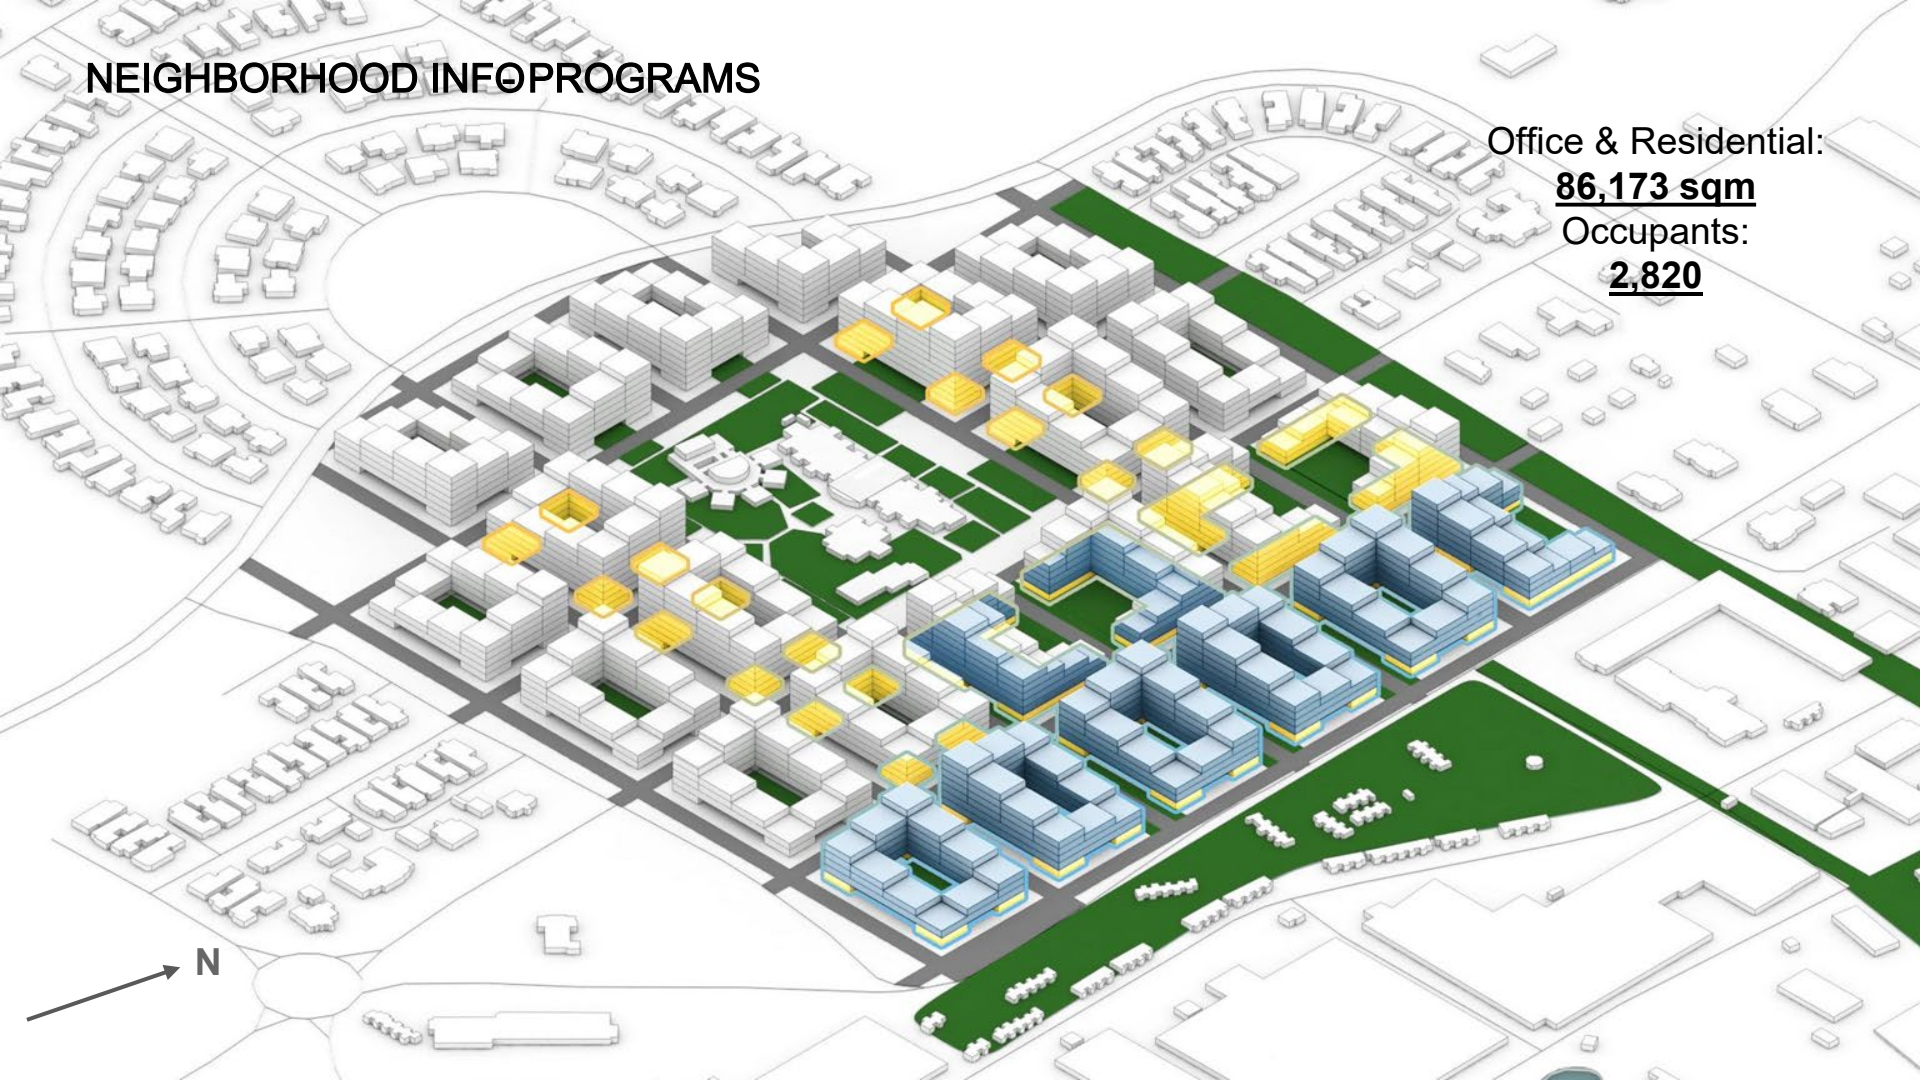 NEIGHBORHOOD INFO-PROGRAMS
Office & Residential:
86,173 sqm
Occupants:
2,820
N